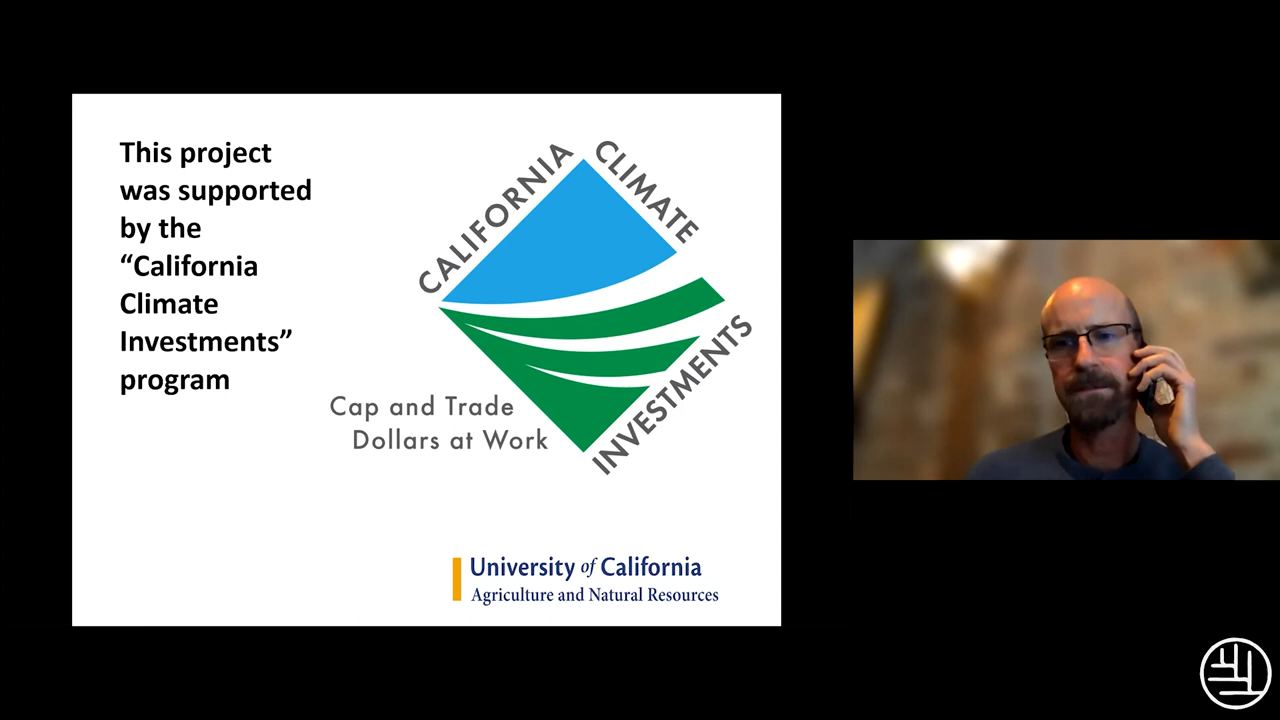 This project
was supported
by the
“California
Climate
Investments”
program
CALIFORNIA
CLIMATE
INVESTMENTS
Cap and Trade
Dollars at Work
University of California
Agriculture and Natural Resources